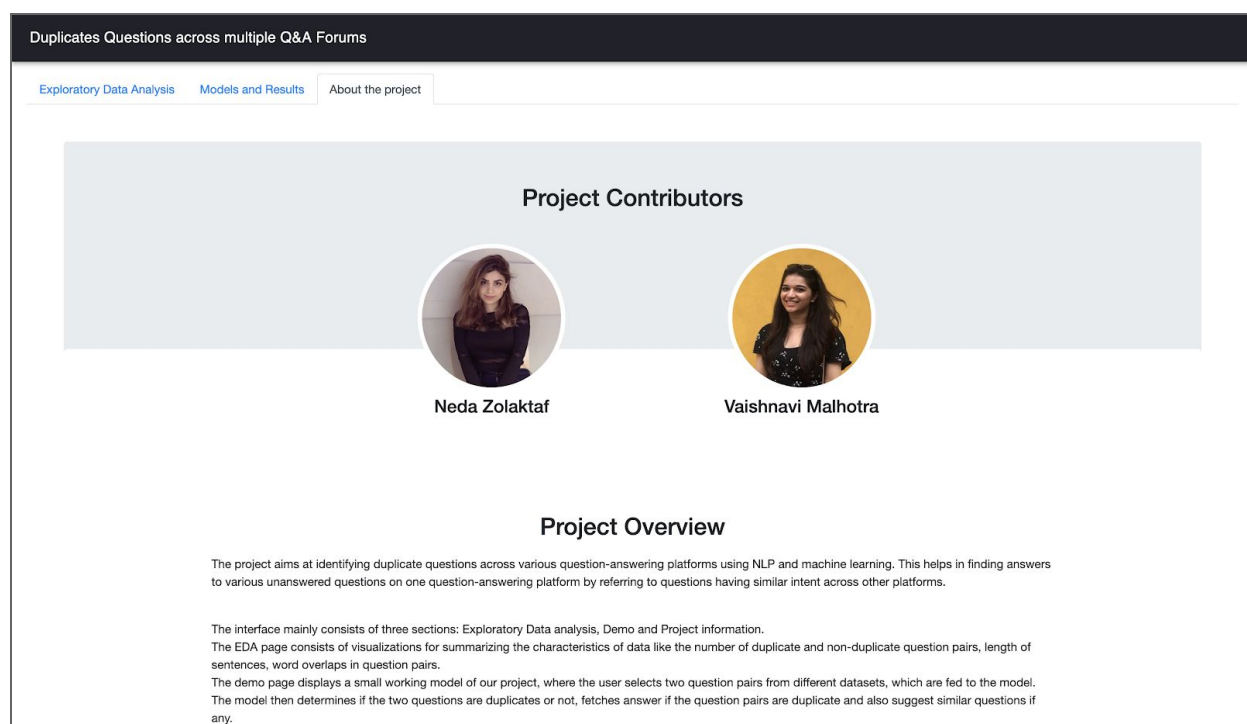 Duplicates Questions across multiple Q&A Forums
Exploratory Data Analysis Models and Results About the project
Project Contributors
Neda Zolaktaf Vaishnavi Malhotra
Project Overview
The project aims at identifying duplicate questions across various question-answering platforms using NLP and machine learning. This helps in finding answers
to various unanswered questions on one question-answering platform by referring to questions having similar intent across other platforms.
The interface mainly consists of three sections: Exploratory Data analysis, Demo and Project information.
The EDA page consists of visualizations for summarizing the characteristics of data like the number of duplicate and non-duplicate question pairs, length of
sentences, word overlaps in question pairs.
The demo page displays a small working model of our project, where the user selects two question pairs from different datasets, which are fed to the model.
The model then determines if the two questions are duplicates or not, fetches answer if the question pairs are duplicate and also suggest similar questions if
any.